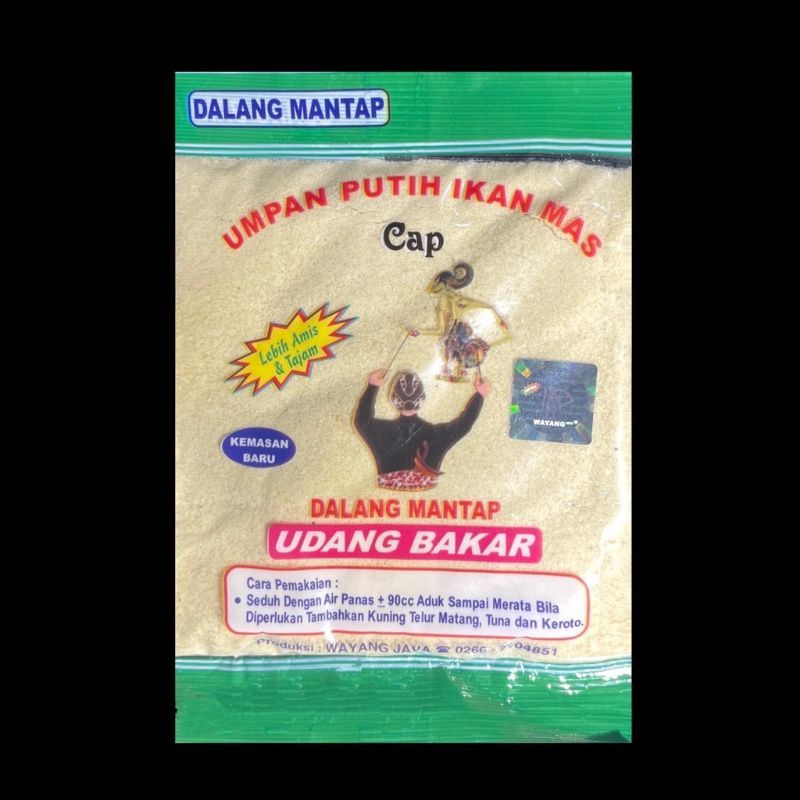 DALANG MANTAP
UMPAN PUTIH IKAN MAS
Cap
Lebih Amis
& Tajam
WAYANG
KEMASAN
BARU
DALANG MANTAP
UDANG BAKAR
Cara Pemakaian :
• Seduh Dengan Air Panas ± 90cc Aduk Sampai Merata Bila
Diperlukan Tambahkan Kuning Telur Matang, Tuna dan Keroto.
Produksi : WAYANG JAVA ☎ 0266 -